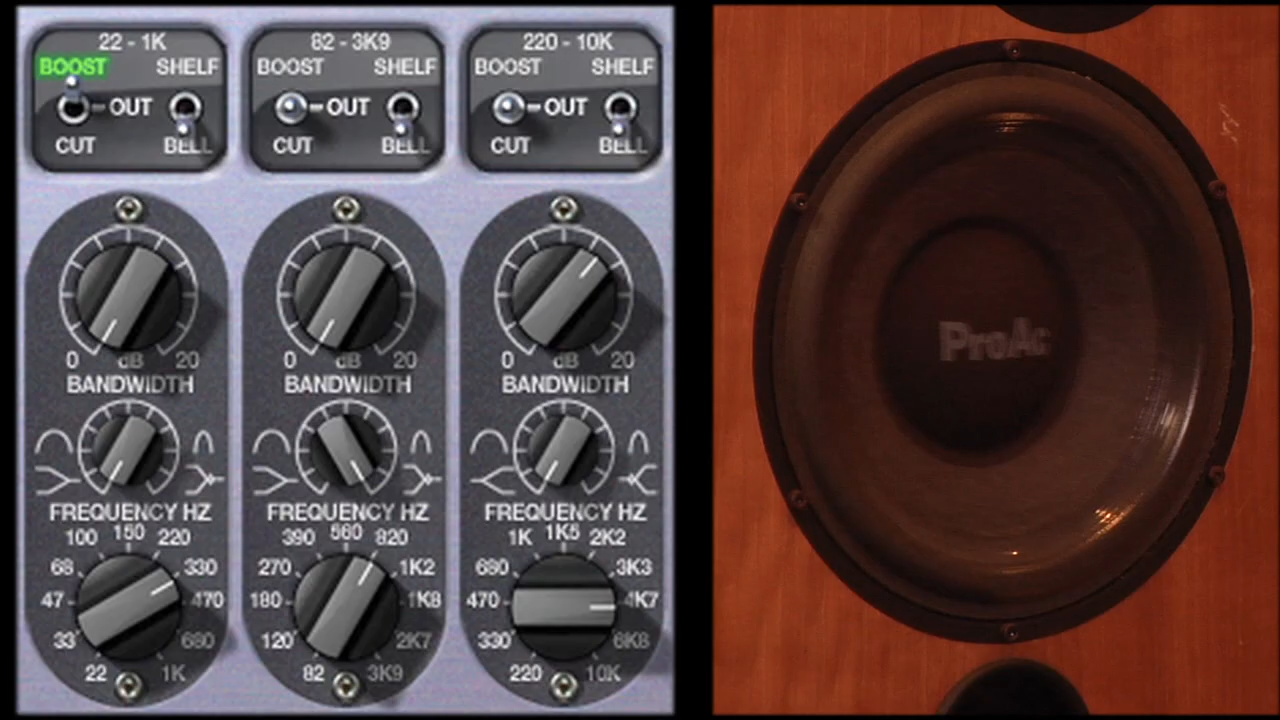 22 - 1K
BOOST SHELF
OUT
CUT BELL
0 dB 20
BANDWIDTH
FREQUENCY HZ
22 33 47 68 100 150 220 330 470 680 1K
82 - 3K9
BOOST SHELF
OUT
CUT BELL
0 dB 20
BANDWIDTH
FREQUENCY HZ
82 120 180 270 390 560 820 1K2 1K8 2K7 3K9
220 - 10K
BOOST SHELF
OUT
CUT BELL
0 dB 20
BANDWIDTH
FREQUENCY HZ
220 330 470 680 1K 1K5 2K2 3K3 4K7 6K8 10K
ProAc